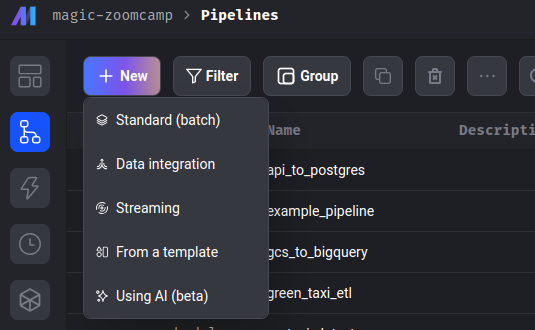 magic-zoomcamp > Pipelines
+ New Filter Group ...
Name Descripti
Standard (batch)
Data integration
api_to_postgres
Streaming
example_pipeline
From a template
gcs_to_bigquery
Using AI (beta)
green_taxi_etl